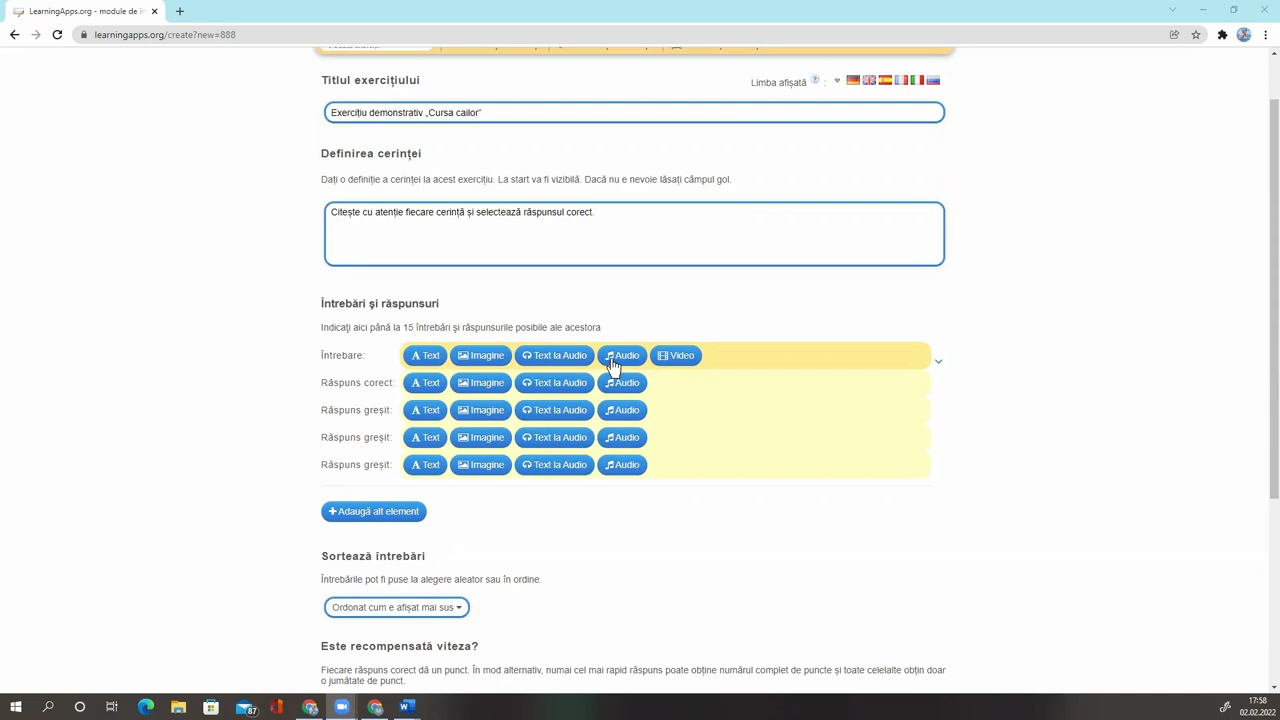 LearningApps.org - module de în
learningapps.org/create?new=888
Titlul exercițiului
Limba afișată ? :
Exercițiu demonstrativ „Cursa cailor”
Definirea cerinței
Dați o definiție a cerinței la acest exercițiu. La start va fi vizibilă. Dacă nu e nevoie lăsați câmpul gol.
Citește cu atenție fiecare cerință și selectează răspunsul corect.
Întrebări şi răspunsuri
Indicaţi aici până la 15 întrebări şi răspunsurile posibile ale acestora
Întrebare: A Text Imagine Text la Audio Audio Video
Răspuns corect: A Text Imagine Text la Audio Audio
Răspuns greșit: A Text Imagine Text la Audio Audio
Răspuns greșit: A Text Imagine Text la Audio Audio
Răspuns greșit: A Text Imagine Text la Audio Audio
+ Adaugă alt element
Sortează întrebări
Întrebările pot fi puse la alegere aleator sau în ordine.
Ordonat cum e afișat mai sus
Este recompensată viteza?
Fiecare răspuns corect dă un punct. În mod alternativ, numai cel mai rapid răspuns poate obține numărul complet de puncte și toate celelalte obțin doar
o jumătate de punct.
87
17:58
02.02.2022